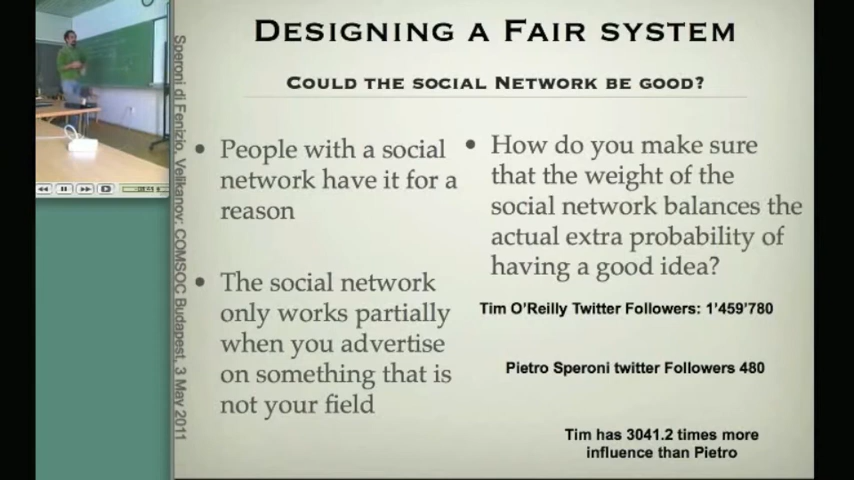 Designing a Fair system
Could the social Network be good?
People with a social
network have it for a
reason
The social network
only works partially
when you advertise
on something that is
not your field
How do you make sure
that the weight of the
social network balances the
actual extra probability of
having a good idea?
Tim O'Reilly Twitter Followers: 1'459'780
Pietro Speroni twitter Followers 480
Tim has 3041.2 times more
influence than Pietro
Speroni di Fenizio, Velikanov: COMSOC Budapest, 3 May 2011